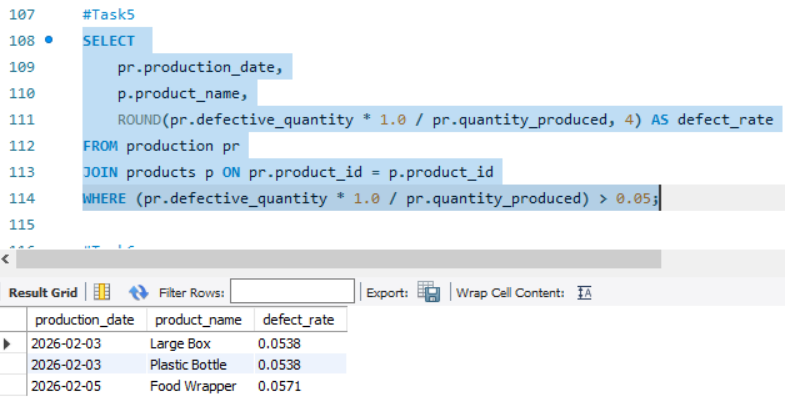 107 #Task5
108 SELECT
109 pr.production_date,
110 p.product_name,
111 ROUND(pr.defective_quantity * 1.0 / pr.quantity_produced, 4) AS defect_rate
112 FROM production pr
113 JOIN products p ON pr.product_id = p.product_id
114 WHERE (pr.defective_quantity * 1.0 / pr.quantity_produced) > 0.05;
115
Result Grid Filter Rows: Export: Wrap Cell Content:
production_date product_name defect_rate
2026-02-03 Large Box 0.0538
2026-02-03 Plastic Bottle 0.0538
2026-02-05 Food Wrapper 0.0571